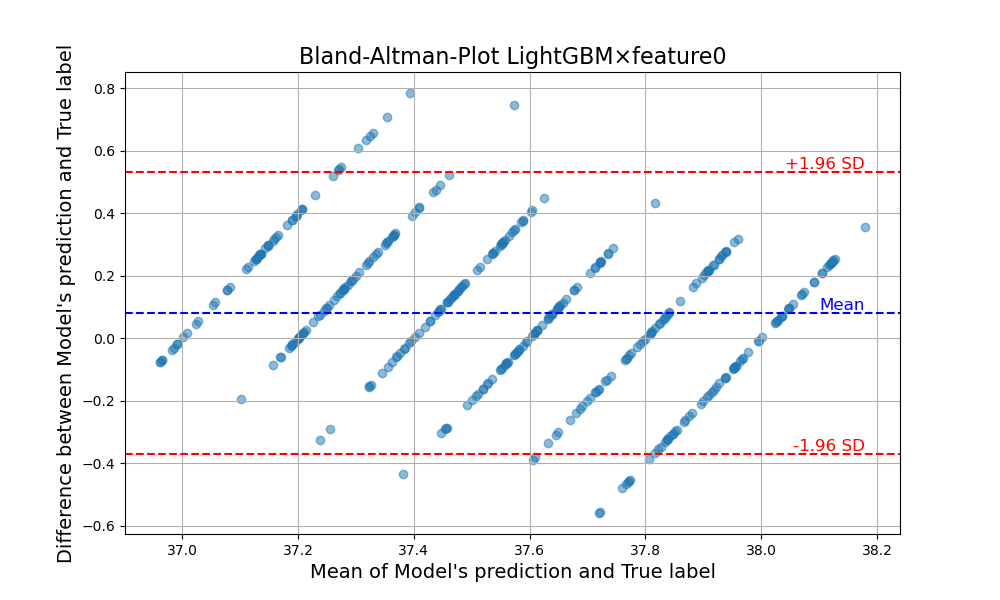 Bland-Altman-Plot LightGBM×feature0
Difference between Model's prediction and True label
0.8
0.6
0.4
0.2
0.0
−0.2
−0.4
−0.6
+1.96 SD
Mean
-1.96 SD
37.0 37.2 37.4 37.6 37.8 38.0 38.2
Mean of Model's prediction and True label